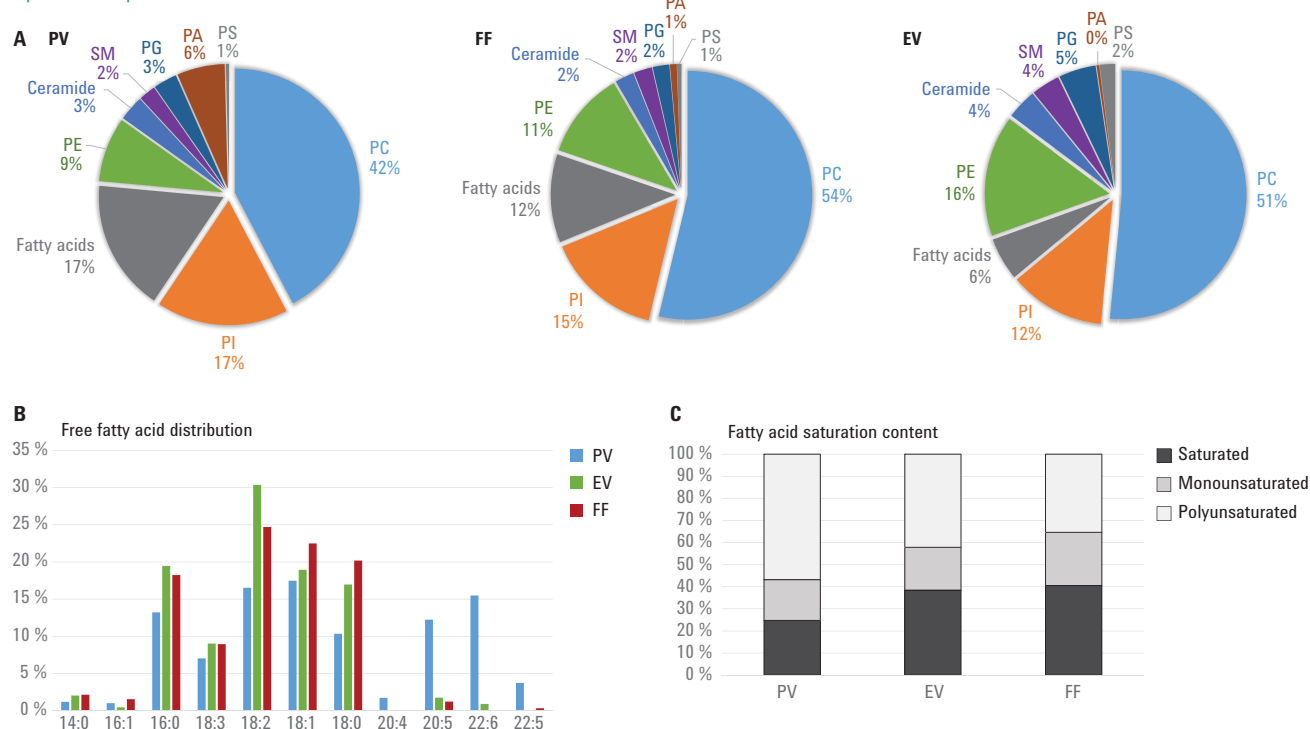 A PV
PC
42%
PI
17%
Fatty acids
17%
PE
9%
Ceramide
3%
SM
2%
PG
3%
PA
6%
PS
1%
FF
PC
54%
PI
15%
Fatty acids
12%
PE
11%
Ceramide
2%
SM
2%
PG
2%
PA
1%
PS
1%
EV
PC
51%
PI
12%
Fatty acids
6%
PE
16%
Ceramide
4%
SM
4%
PG
5%
PA
0%
PS
2%
B
Free fatty acid distribution
35 %
30 %
25 %
20 %
15 %
10 %
5 %
0 %
14:0 16:1 16:0 18:3 18:2 18:1 18:0 20:4 20:5 22:6 22:5
PV
EV
FF
C
Fatty acid saturation content
100 %
90 %
80 %
70 %
60 %
50 %
40 %
30 %
20 %
10 %
0 %
PV EV FF
Saturated
Monounsaturated
Polyunsaturated